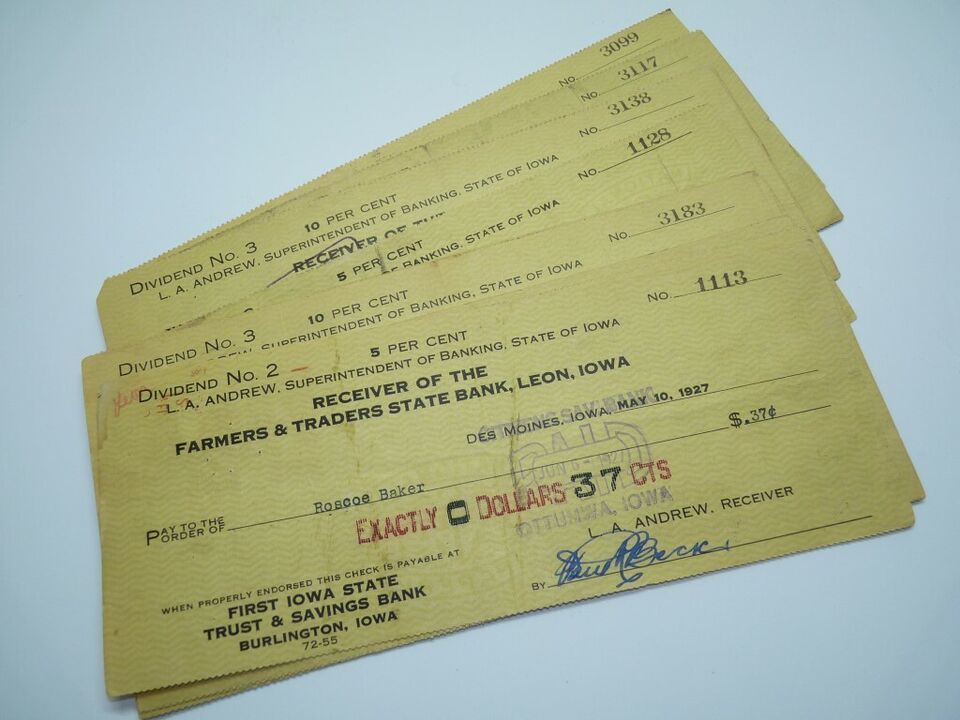 No. 3099
No. 3117
No. 3138
No. 1128
Dividend No. 3 10 PER CENT
L. A. ANDREW, SUPERINTENDENT OF BANKING, STATE OF IOWA
RECEIVER OF THE
5 PER CENT
OF BANKING, STATE OF IOWA
No. 3183
Dividend No. 3 10 PER CENT
SUPERINTENDENT OF BANKING, STATE OF IOWA
No. 1113
Dividend No. 2 5 PER CENT
L. A. ANDREW, SUPERINTENDENT OF BANKING, STATE OF IOWA
RECEIVER OF THE
FARMERS & TRADERS STATE BANK, LEON, IOWA
DES MOINES, IOWA, MAY 10, 1927
$.37¢
PAY TO THE ORDER OF Roscoe Baker
EXACTLY 0 DOLLARS 37 CTS
PAID
OTTUMWA, IOWA
L. A. ANDREW, RECEIVER
BY
WHEN PROPERLY ENDORSED THIS CHECK IS PAYABLE AT
FIRST IOWA STATE
TRUST & SAVINGS BANK
BURLINGTON, IOWA
72-55